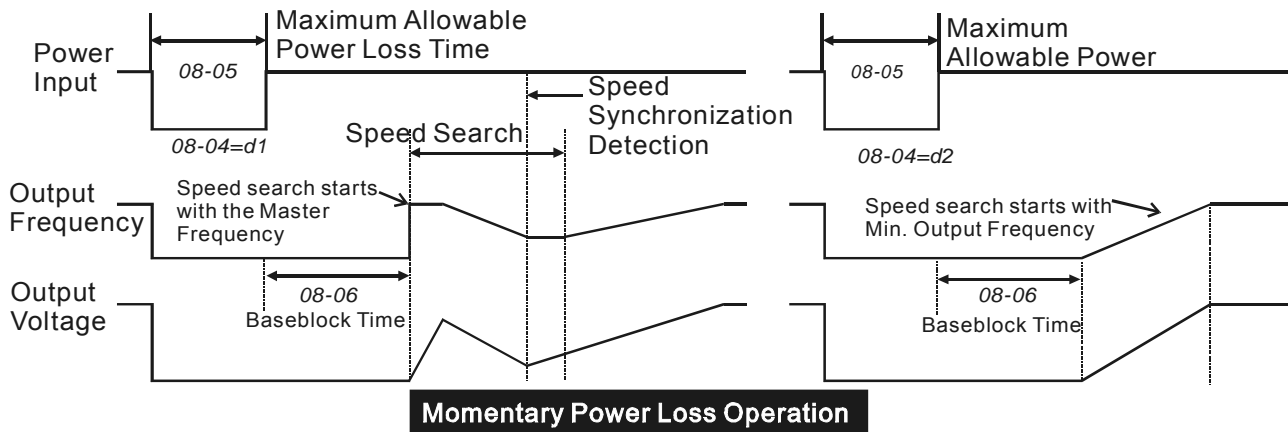 Maximum Allowable
Power Loss Time
Power
Input
08-05
08-04=d1
Speed
Synchronization
Detection
Speed Search
Output
Frequency
Speed search starts
with the Master
Frequency
08-06
Baseblock Time
Output
Voltage
Maximum
Allowable Power
08-05
08-04=d2
Speed search starts with
Min. Output Frequency
08-06
Baseblock Time
Momentary Power Loss Operation